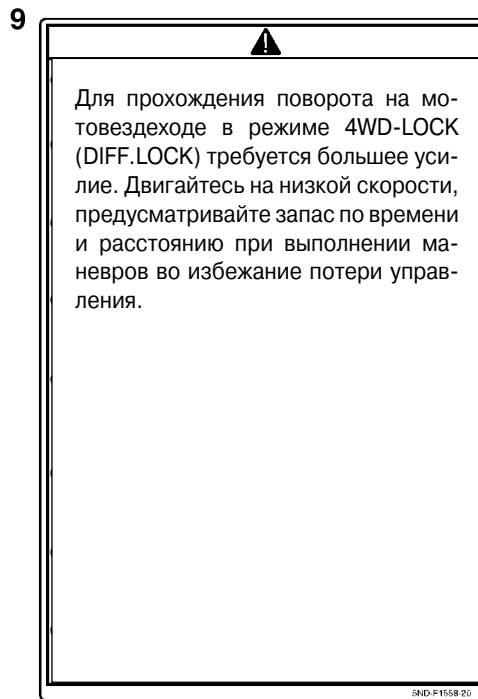 9
Для прохождения поворота на мо-
товездеходе в режиме 4WD-LOCK
(DIFF.LOCK) требуется большее уси-
лие. Двигайтесь на низкой скорости,
предусматривайте запас по времени
и расстоянию при выполнении ма-
невров во избежание потери управ-
ления.
5ND-F1558-20